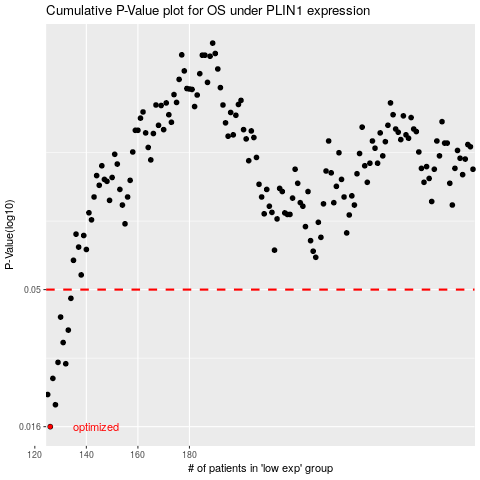 Cumulative P-Value plot for OS under PLIN1 expression
P-Value(log10)
0.05
0.016
optimized
120 140 160 180
# of patients in 'low exp' group